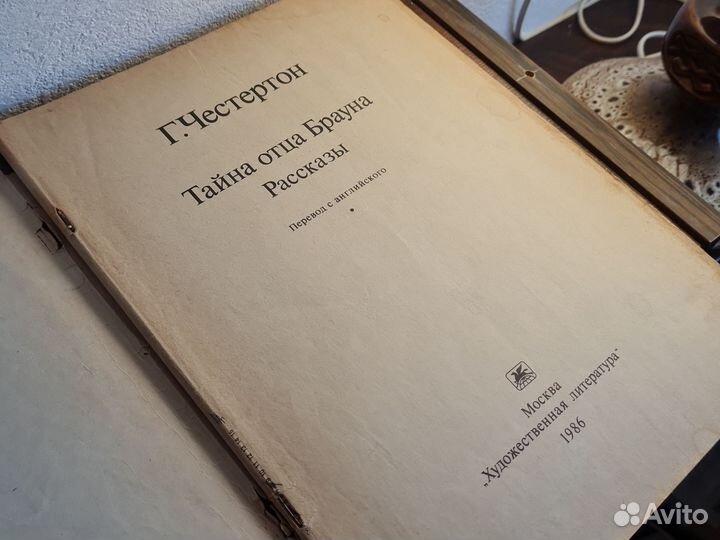 Г. Честертон
Тайна отца Брауна
Рассказы
Перевод с английского
Москва
„Художественная литература"
1986
Avito